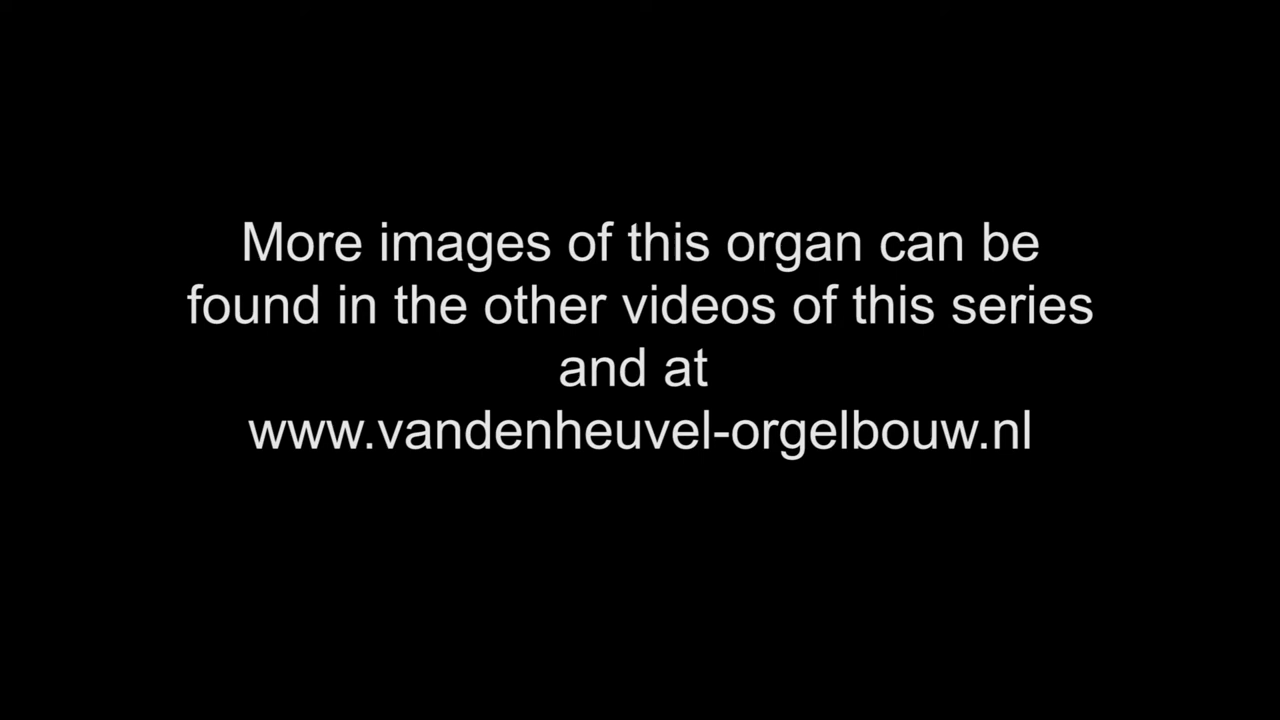 More images of this organ can be
found in the other videos of this series
and at
www.vandenheuvel-orgelbouw.nl